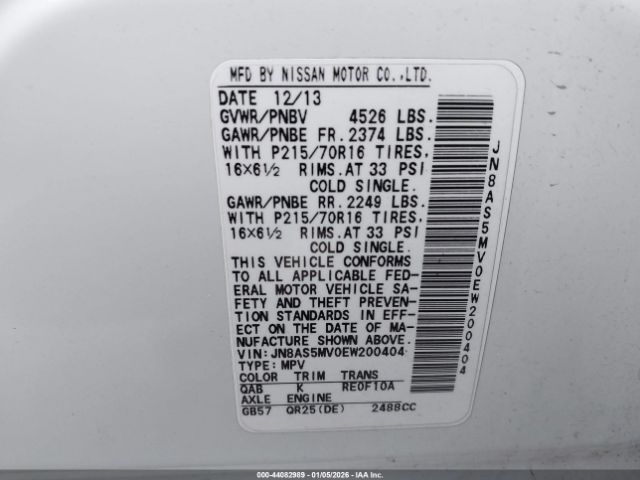 MFD BY NISSAN MOTOR CO.,LTD.
DATE 12/13
GVWR/PNBV 4526 LBS.
GAWR/PNBE FR. 2374 LBS.
WITH P215/70R16 TIRES,
16×6½ RIMS.AT 33 PSI
COLD SINGLE.
GAWR/PNBE RR. 2249 LBS.
WITH P215/70R16 TIRES,
16×6½ RIMS.AT 33 PSI
COLD SINGLE.
THIS VEHICLE CONFORMS
TO ALL APPLICABLE FED-
ERAL MOTOR VEHICLE SA-
FETY AND THEFT PREVEN-
TION STANDARDS IN EFF-
ECT ON THE DATE OF MA-
NUFACTURE SHOWN ABOVE.
VIN: JN8AS5MV0EW200404
TYPE: MPV
COLOR TRIM TRANS
QAB K RE0F10A
AXLE ENGINE
GB57 QR25(DE) 2488CC
JN8AS5MV0EW200404
000-44082989 - 01/05/2026 - IAA Inc.